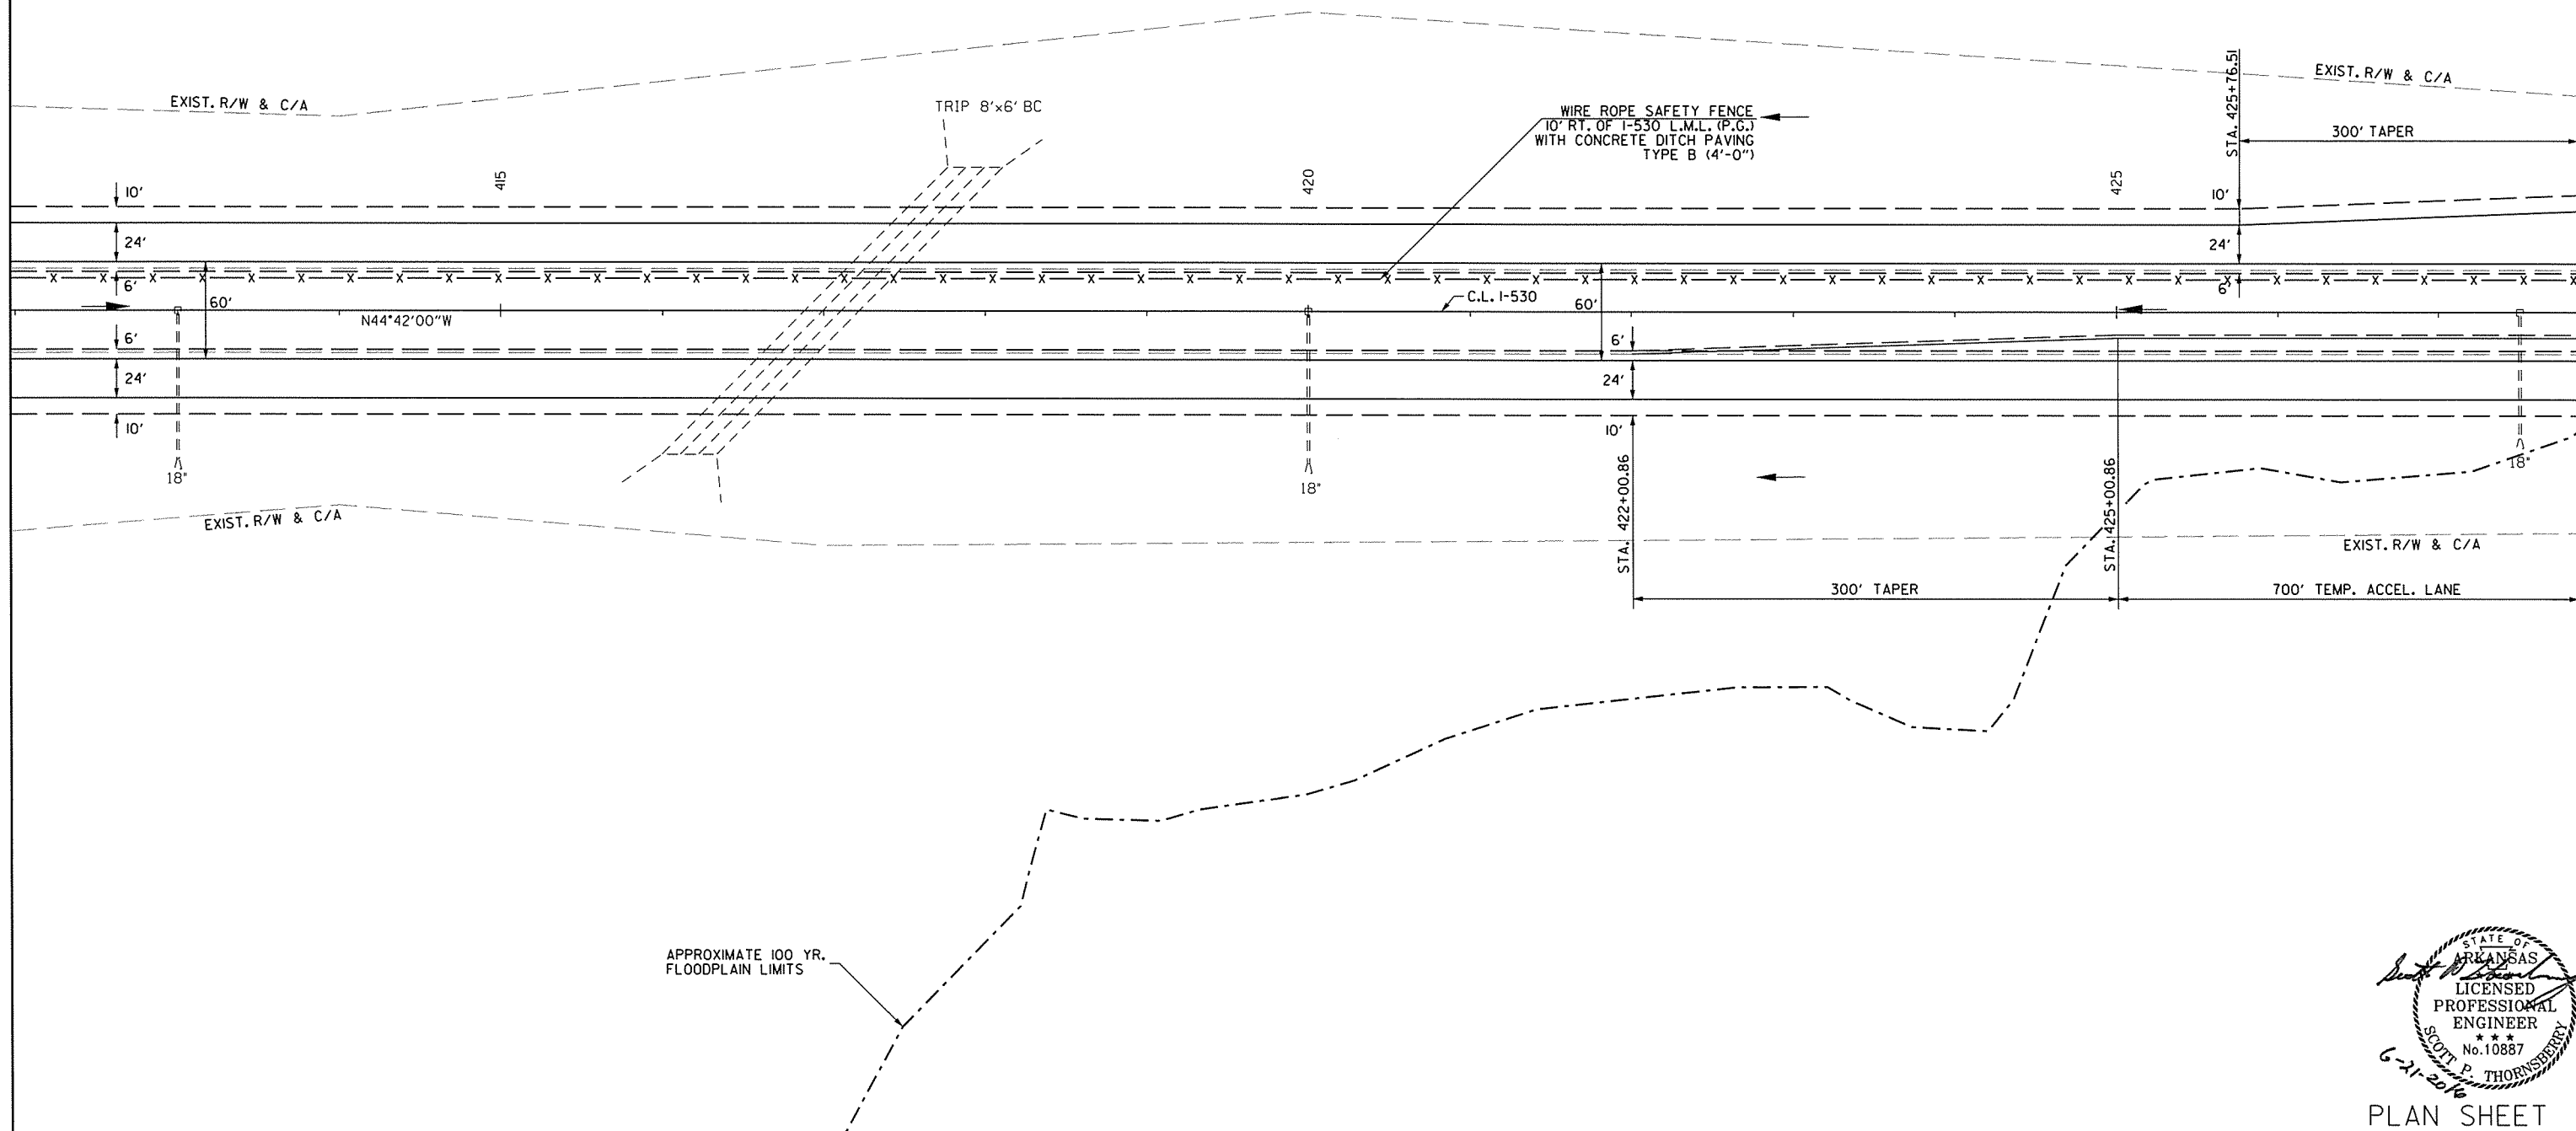 EXIST. R/W & C/A
TRIP 8'x6' BC
WIRE ROPE SAFETY FENCE
10' RT. OF I-530 L.M.L. (P.G.)
WITH CONCRETE DITCH PAVING
TYPE B (4'-0")
STA. 425+76.51
EXIST. R/W & C/A
300' TAPER
415
420
425
10'
10'
24'
24'
6'
6'
60'
60'
C.L. I-530
N44°42'00"W
6'
6'
24'
24'
10'
10'
18"
18"
18"
STA. 422+00.86
STA. 425+00.86
EXIST. R/W & C/A
EXIST. R/W & C/A
300' TAPER
700' TEMP. ACCEL. LANE
APPROXIMATE 100 YR.
FLOODPLAIN LIMITS
STATE OF
ARKANSAS
LICENSED
PROFESSIONAL
ENGINEER
★ ★ ★
No.10887
SCOTT P. THORNSBERRY
6-21-2016
PLAN SHEET